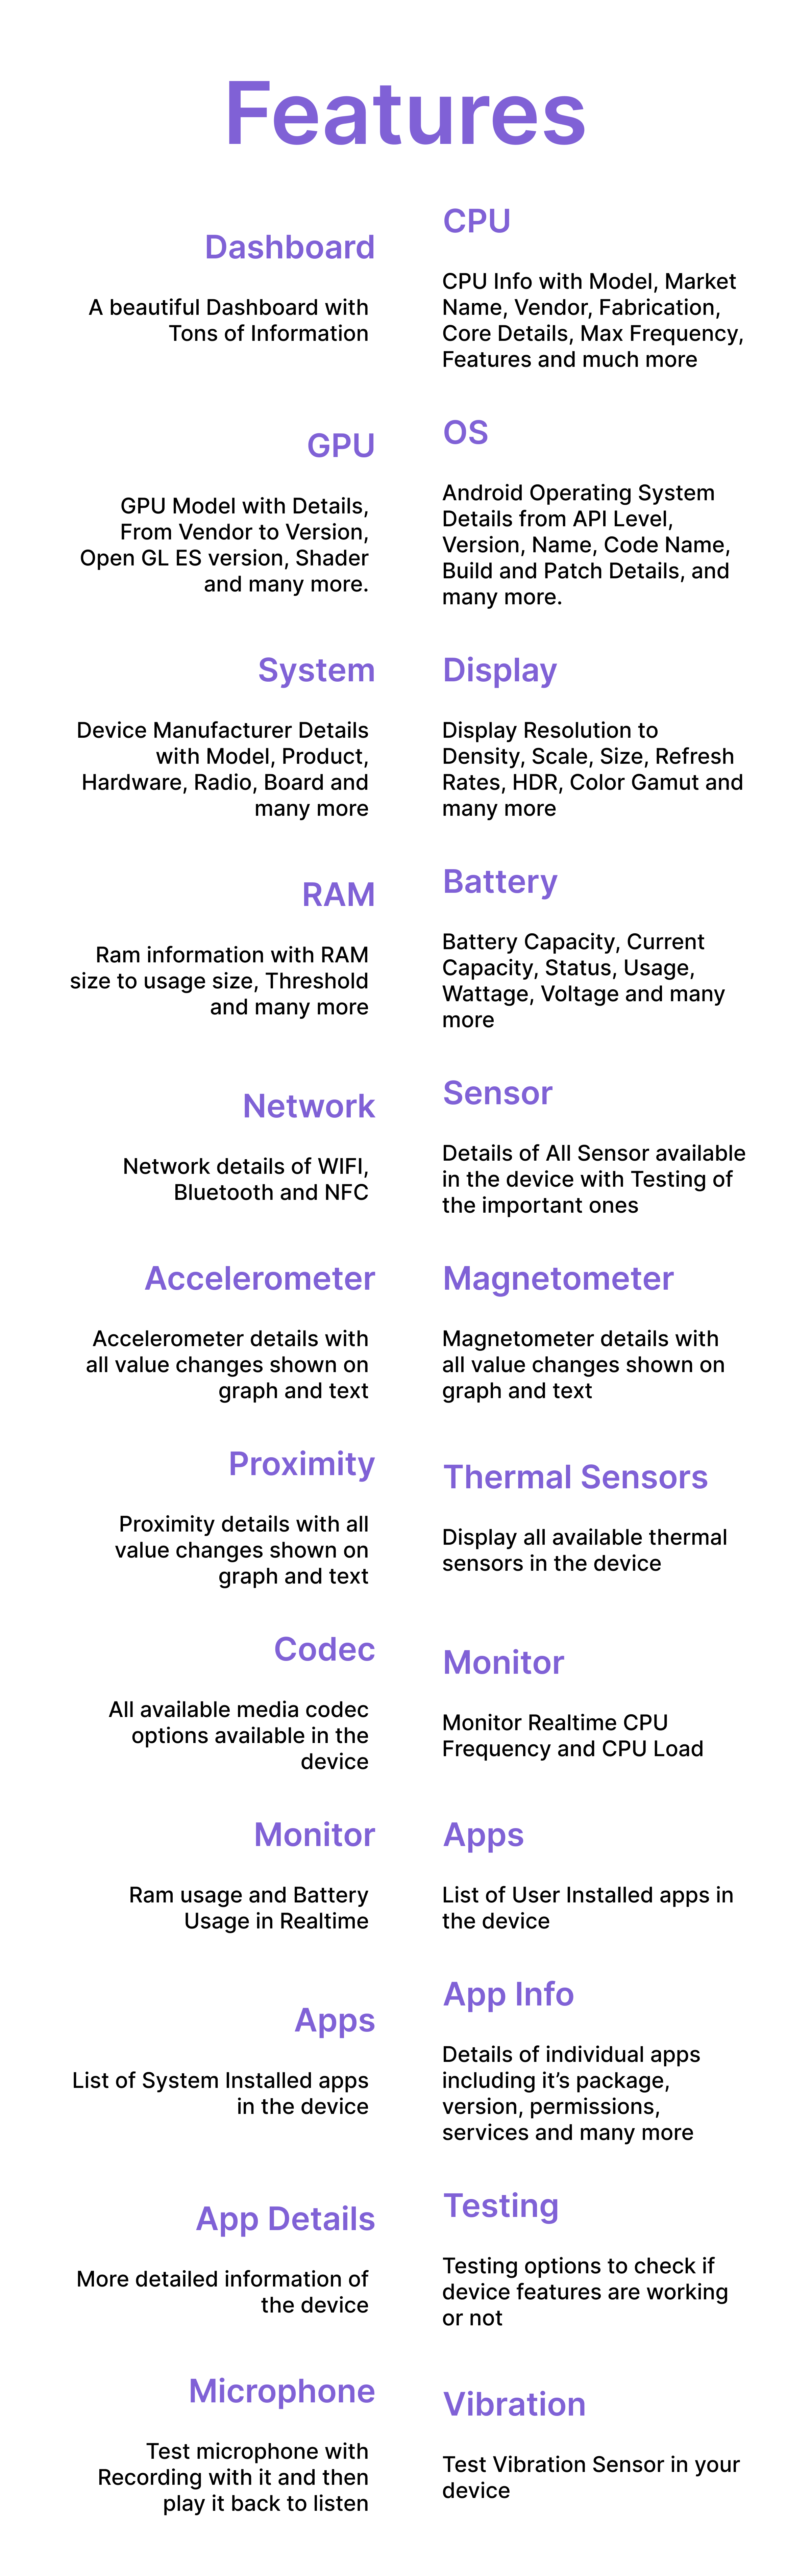 Features
Dashboard
A beautiful Dashboard with
Tons of Information
CPU
CPU Info with Model, Market
Name, Vendor, Fabrication,
Core Details, Max Frequency,
Features and much more
GPU
GPU Model with Details,
From Vendor to Version,
Open GL ES version, Shader
and many more.
OS
Android Operating System
Details from API Level,
Version, Name, Code Name,
Build and Patch Details, and
many more.
System
Device Manufacturer Details
with Model, Product,
Hardware, Radio, Board and
many more
Display
Display Resolution to
Density, Scale, Size, Refresh
Rates, HDR, Color Gamut and
many more
RAM
Ram information with RAM
size to usage size, Threshold
and many more
Battery
Battery Capacity, Current
Capacity, Status, Usage,
Wattage, Voltage and many
more
Network
Network details of WIFI,
Bluetooth and NFC
Sensor
Details of All Sensor available
in the device with Testing of
the important ones
Accelerometer
Accelerometer details with
all value changes shown on
graph and text
Magnetometer
Magnetometer details with
all value changes shown on
graph and text
Proximity
Proximity details with all
value changes shown on
graph and text
Thermal Sensors
Display all available thermal
sensors in the device
Codec
All available media codec
options available in the
device
Monitor
Monitor Realtime CPU
Frequency and CPU Load
Monitor
Ram usage and Battery
Usage in Realtime
Apps
List of User Installed apps in
the device
Apps
List of System Installed apps
in the device
App Info
Details of individual apps
including it’s package,
version, permissions,
services and many more
App Details
More detailed information of
the device
Testing
Testing options to check if
device features are working
or not
Microphone
Test microphone with
Recording with it and then
play it back to listen
Vibration
Test Vibration Sensor in your
device